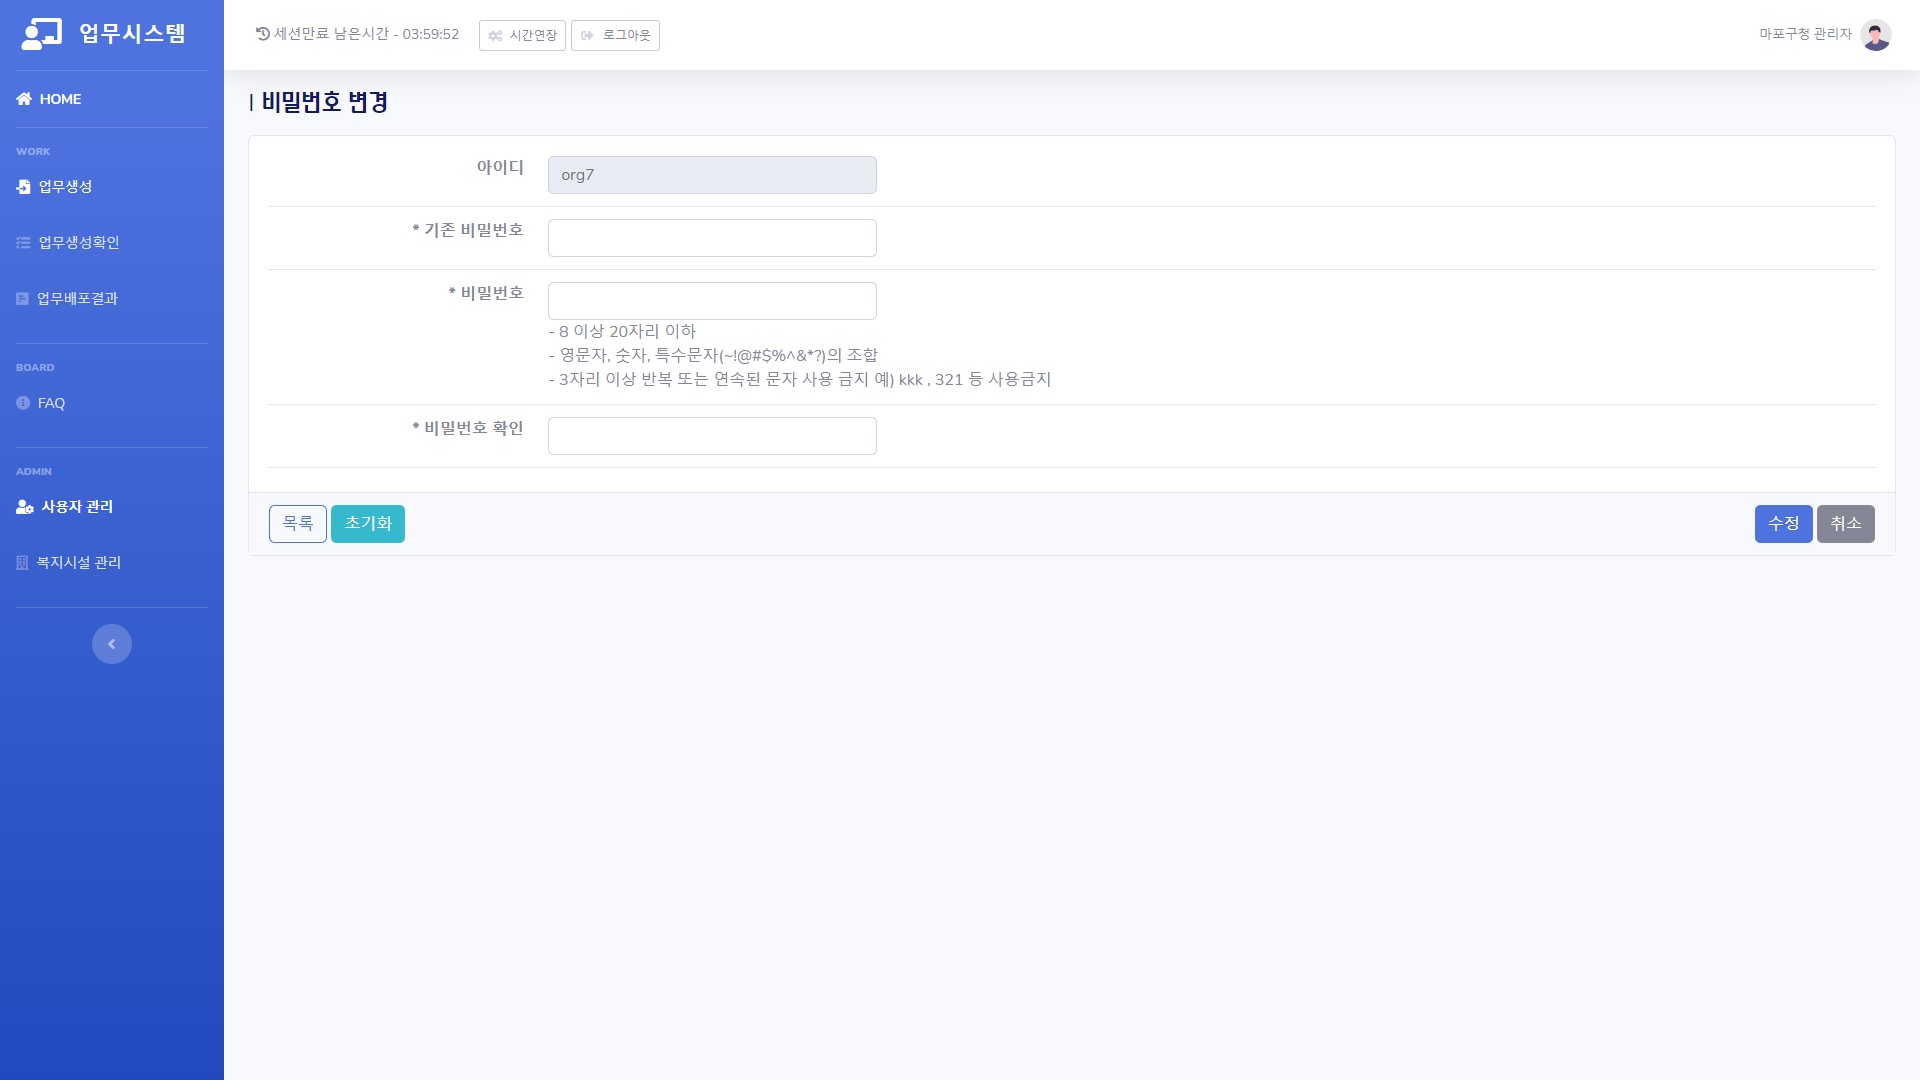 업무시스템
세션만료 남은시간 - 03:59:52
시간연장
로그아웃
마포구청 관리자
HOME
WORK
업무생성
업무생성확인
업무배포결과
BOARD
FAQ
ADMIN
사용자 관리
복지시설 관리
| 비밀번호 변경
아이디
org7
* 기존 비밀번호
* 비밀번호
- 8 이상 20자리 이하
- 영문자, 숫자, 특수문자(~!@#$%^&*?)의 조합
- 3자리 이상 반복 또는 연속된 문자 사용 금지 예) kkk , 321 등 사용금지
* 비밀번호 확인
목록
초기화
수정
취소